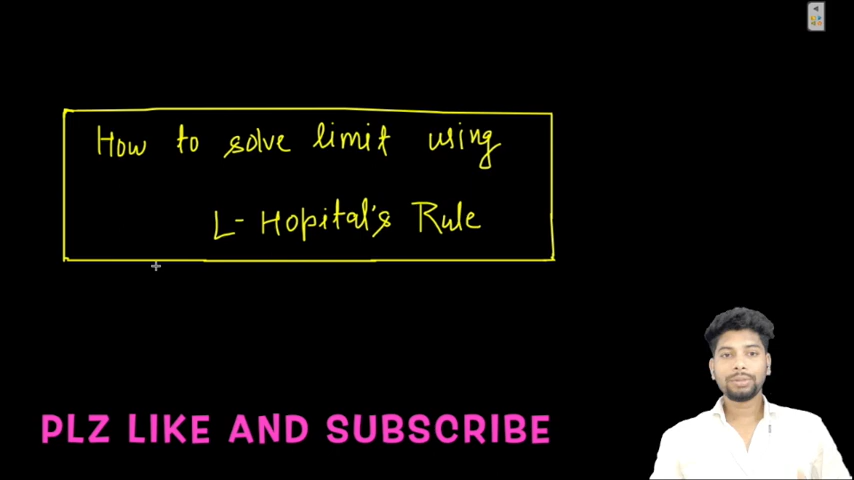 How to solve limit using
L- Hopital's Rule
PLZ LIKE AND SUBSCRIBE